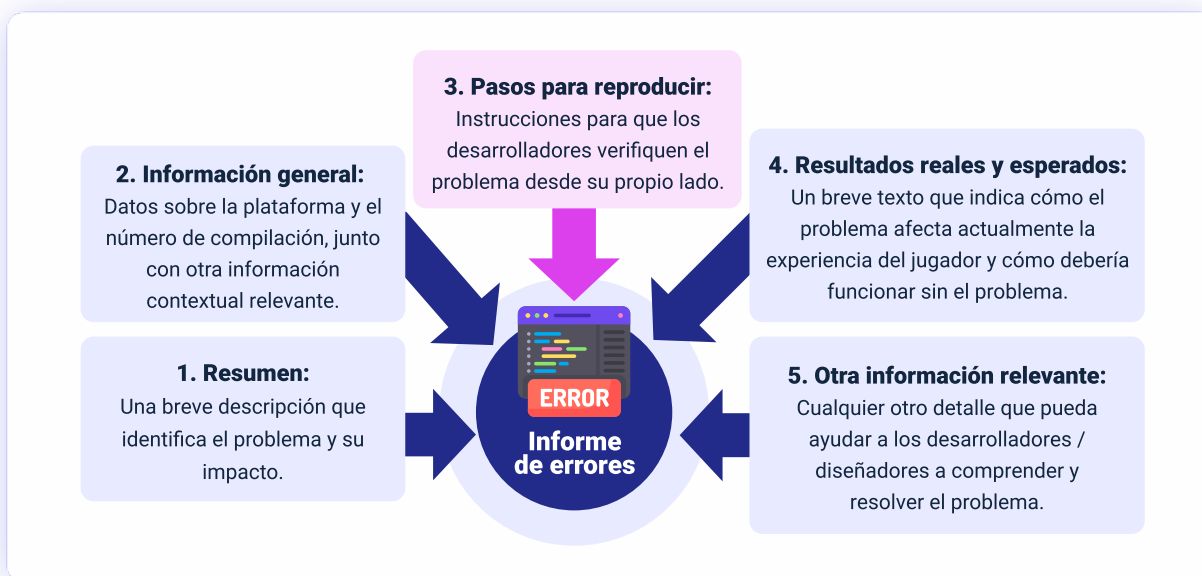 3. Pasos para reproducir:
Instrucciones para que los
desarrolladores verifiquen el
problema desde su propio lado.
2. Información general:
Datos sobre la plataforma y el
número de compilación, junto
con otra información
contextual relevante.
4. Resultados reales y esperados:
Un breve texto que indica cómo el
problema afecta actualmente la
experiencia del jugador y cómo debería
funcionar sin el problema.
1. Resumen:
Una breve descripción que
identifica el problema y su
impacto.
ERROR
Informe
de errores
5. Otra información relevante:
Cualquier otro detalle que pueda
ayudar a los desarrolladores /
diseñadores a comprender y
resolver el problema.